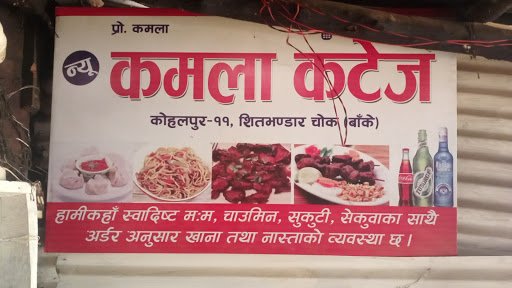 प्रो. कमला
न्यू कमला कटेज
कोहलपुर-११, शितभण्डार चोक (बाँके)
हामीकहाँ स्वादिष्ट म:म, चाउमिन, सुकुटी, सेकुवाका साथै
अर्डर अनुसार खाना तथा नास्ताको व्यवस्था छ।